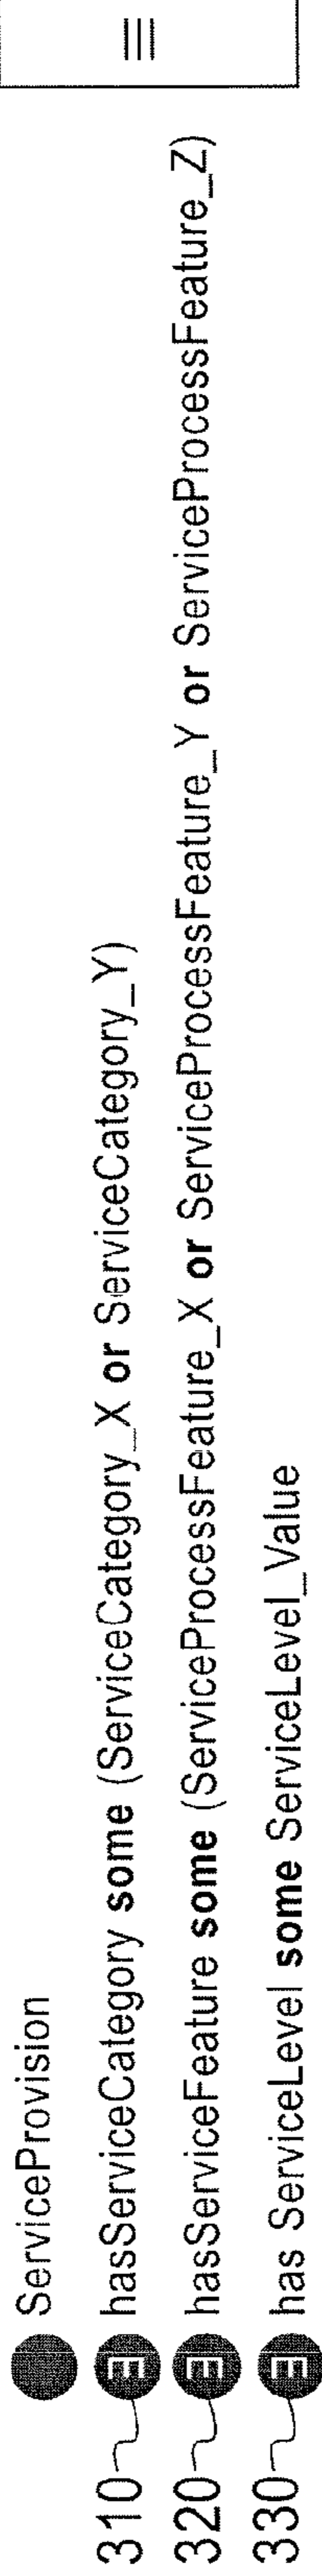 ServiceProvision
≡
310 E hasServiceCategory some (ServiceCategory_X or ServiceCategory_Y)
320 E hasServiceFeature some (ServiceProcessFeature_X or ServiceProcessFeature_Y or ServiceProcessFeature_Z)
330 E has ServiceLevel some ServiceLevel_Value